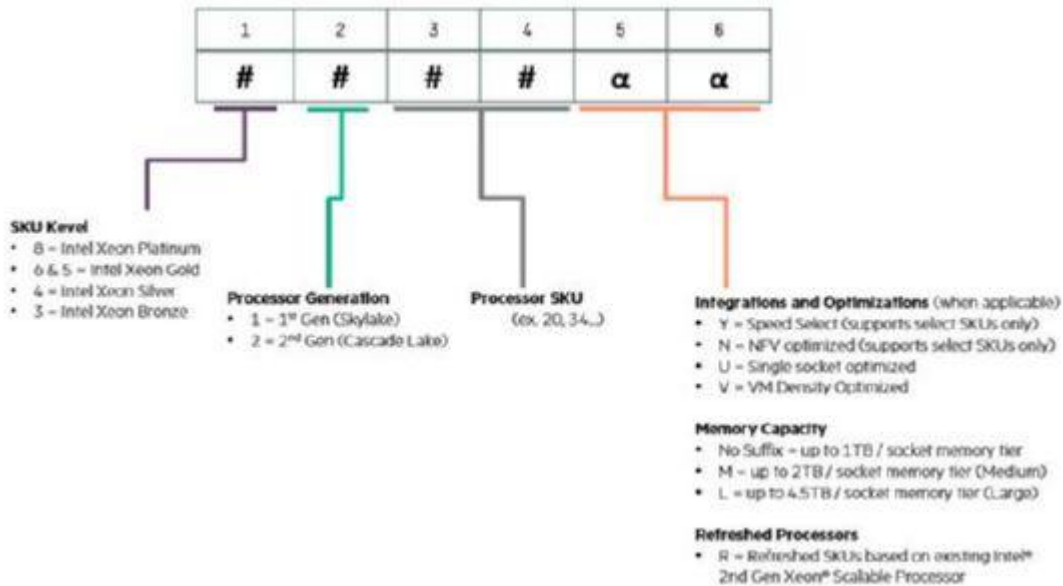 1 2 3 4 5 6
# # # # α α
SKU Kevel
• 8 – Intel Xeon Platinum
• 6 & 5 – Intel Xeon Gold
• 4 – Intel Xeon Silver
• 3 – Intel Xeon Bronze
Processor Generation
• 1 – 1st Gen (Skylake)
• 2 – 2nd Gen (Cascade Lake)
Processor SKU
(ex. 20, 34...)
Integrations and Optimizations (when applicable)
• Y – Speed Select (supports select SKUs only)
• N – NFV optimized (supports select SKUs only)
• U – Single socket optimized
• V – VM Density Optimized
Memory Capacity
• No Suffix – up to 1TB / socket memory tier
• M – up to 2TB / socket memory tier (Medium)
• L – up to 4.5TB / socket memory tier (Large)
Refreshed Processors
• R – Refreshed SKUs based on existing Intel®
2nd Gen Xeon® Scalable Processor